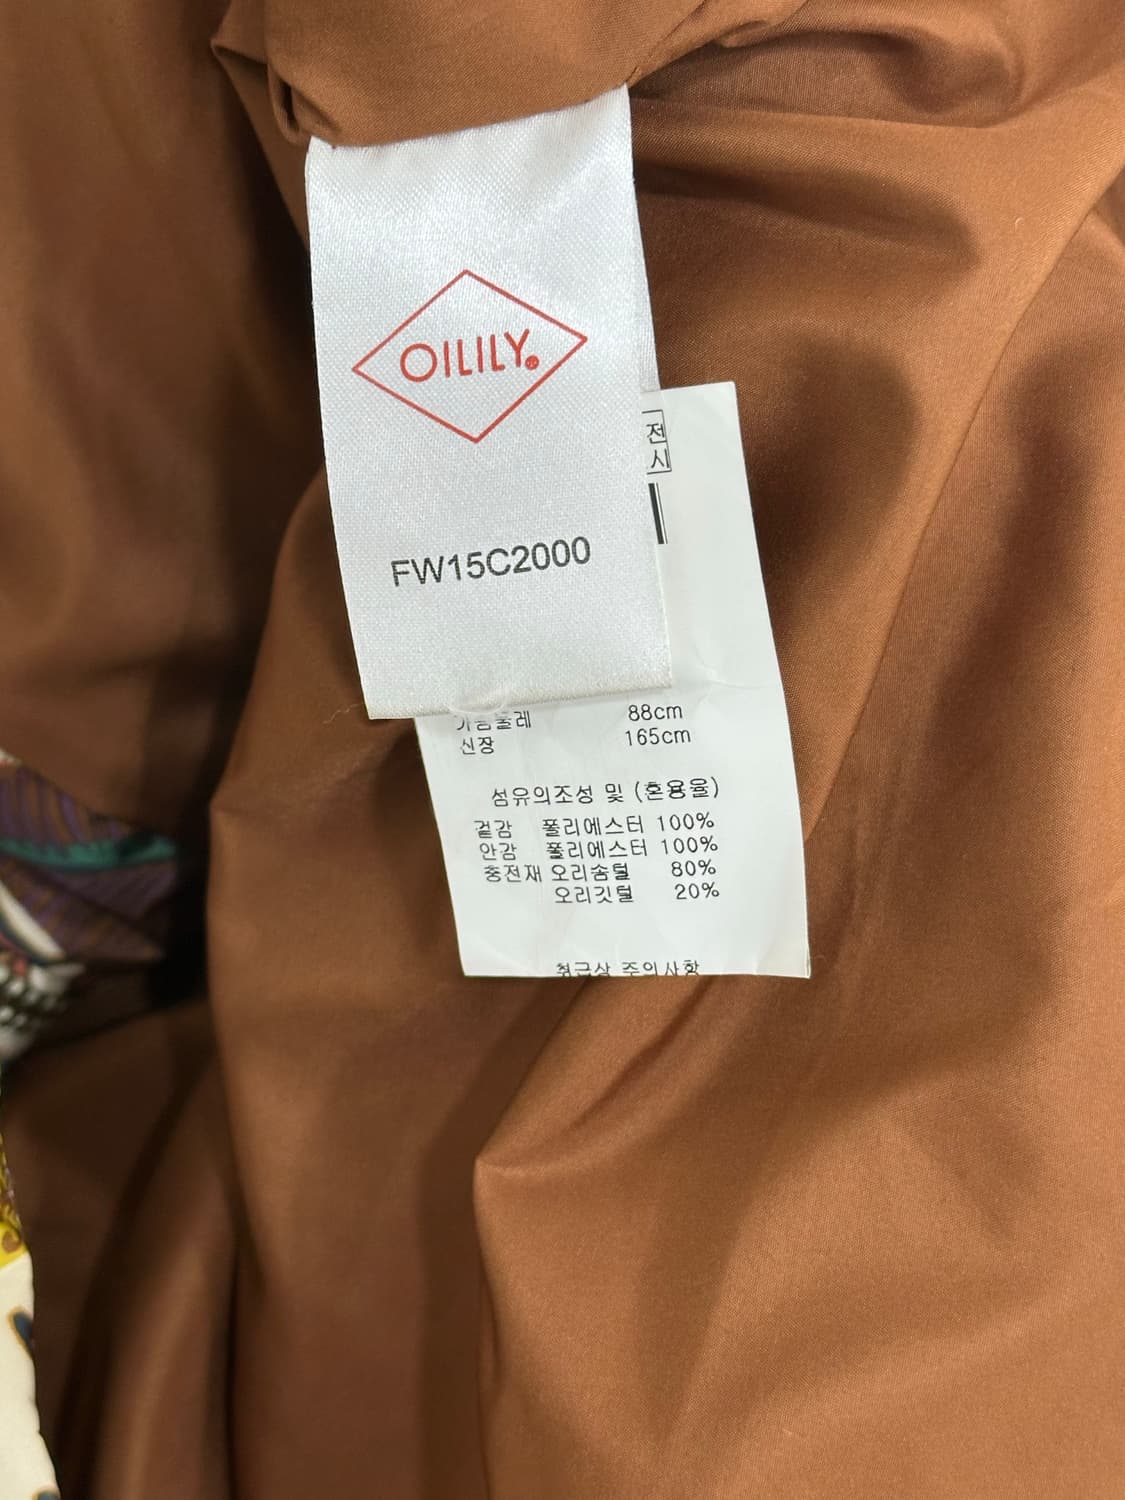 OILILY
전
시
FW15C2000
가슴둘레 88cm
신장 165cm
섬유의조성 및 (혼용율)
겉감 폴리에스터 100%
안감 폴리에스터 100%
충전재 오리솜털 80%
오리깃털 20%
취급상 주의사항